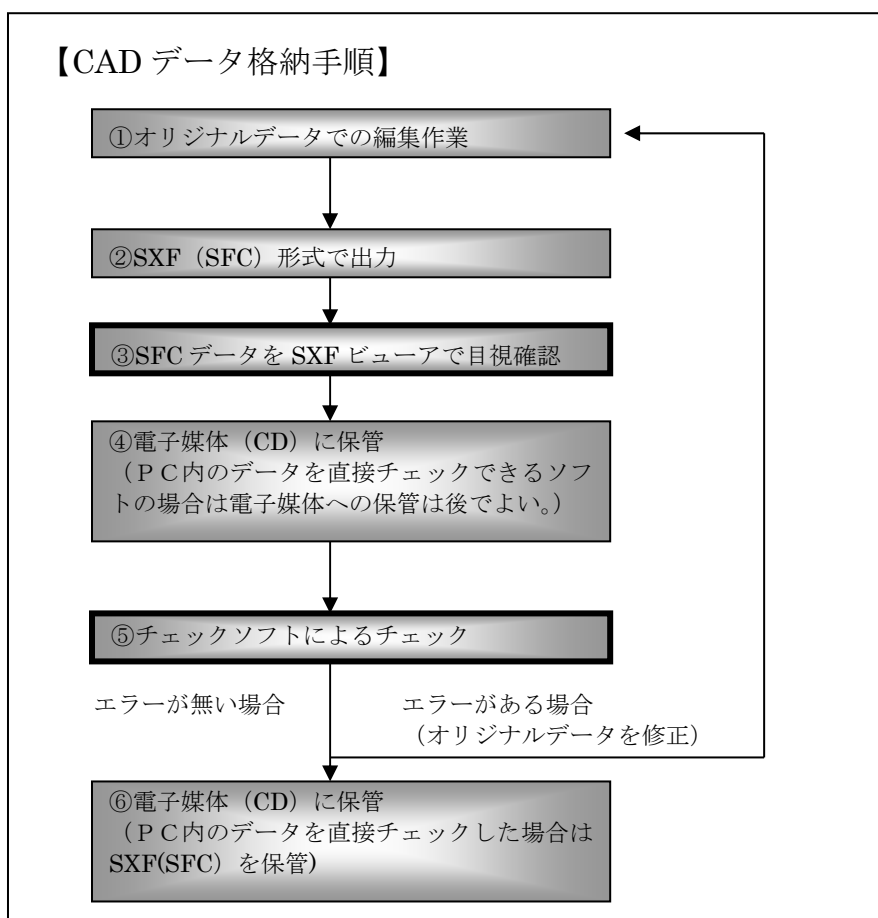 【CAD データ格納手順】
①オリジナルデータでの編集作業
②SXF（SFC）形式で出力
③SFC データを SXF ビューアで目視確認
④電子媒体（CD）に保管
（ＰＣ内のデータを直接チェックできるソフ
トの場合は電子媒体への保管は後でよい。）
⑤チェックソフトによるチェック
エラーが無い場合
エラーがある場合
（オリジナルデータを修正）
⑥電子媒体（CD）に保管
（ＰＣ内のデータを直接チェックした場合は
SXF(SFC）を保管)